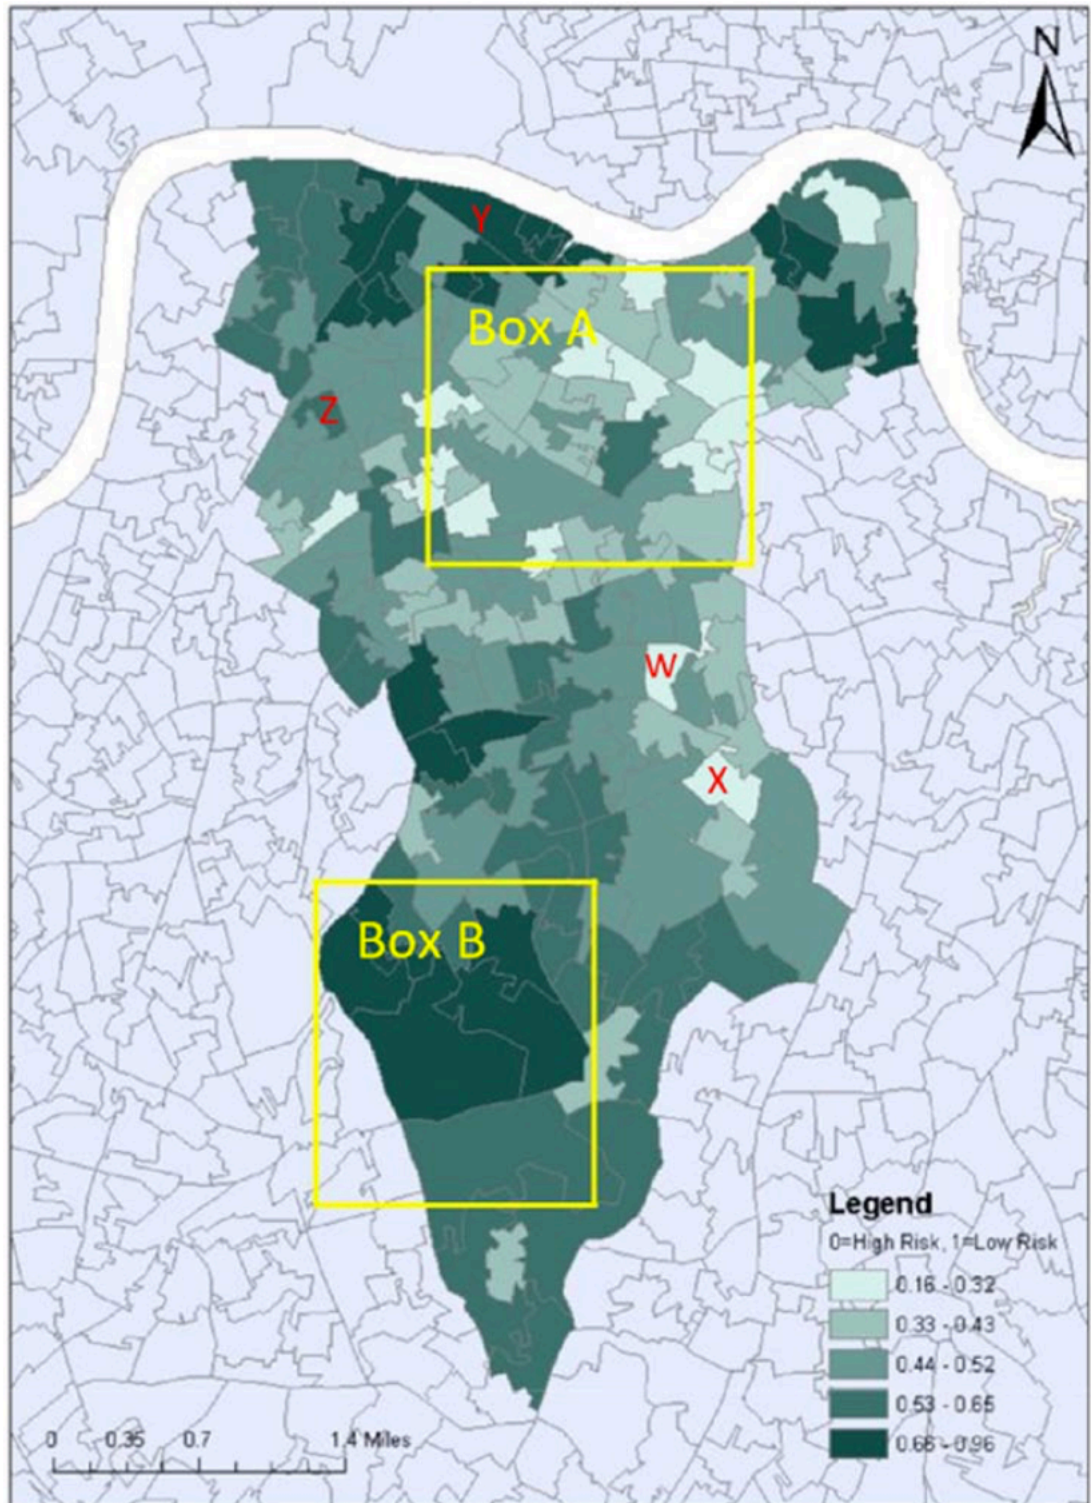 N
Y
Box A
Z
W
X
Box B
Legend
0=High Risk, 1=Low Risk
0.16 - 0.32
0.33 - 0.43
0.44 - 0.52
0.53 - 0.65
0.66 - 0.96
0 0.35 0.7 1.4 Miles